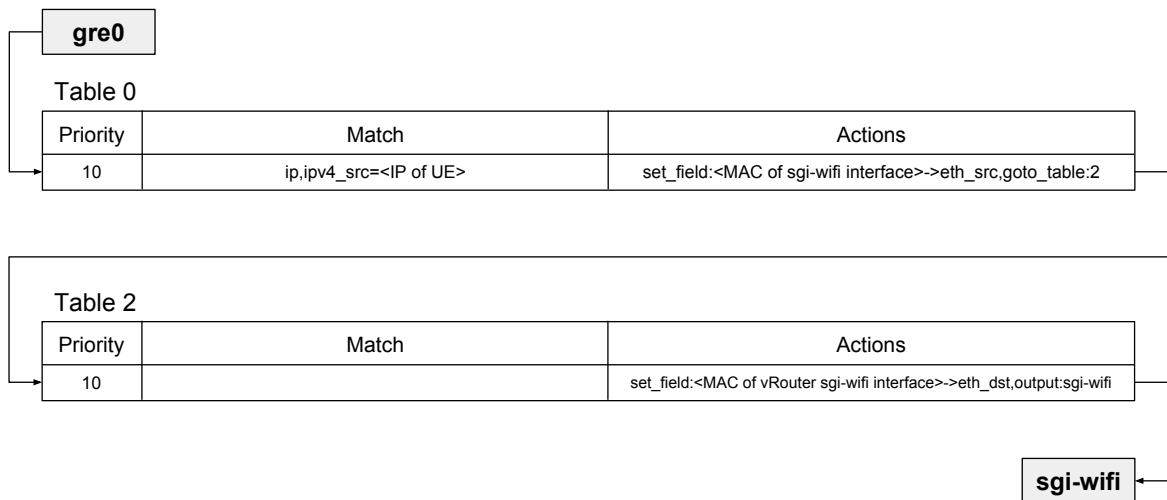 gre0
Table 0
Priority Match Actions
10 ip,ipv4_src=<IP of UE> set_field:<MAC of sgi-wifi interface>->eth_src,goto_table:2
Table 2
Priority Match Actions
10 set_field:<MAC of vRouter sgi-wifi interface>->eth_dst,output:sgi-wifi
sgi-wifi